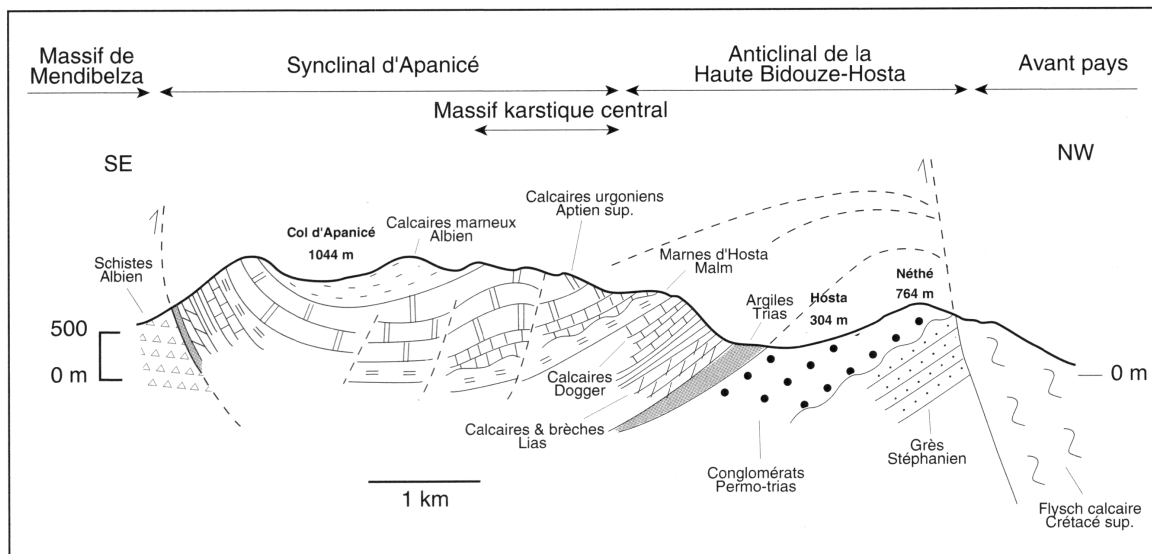 Massif de
Mendibelza
Synclinal d'Apanicé
Anticlinal de la
Haute Bidouze-Hosta
Avant pays
Massif karstique central
SE
NW
Calcaires urgoniens
Aptien sup.
Col d'Apanicé
1044 m
Calcaires marneux
Albien
Schistes
Albien
Marnes d'Hosta
Malm
Argiles
Trias
Hosta
304 m
Néthé
764 m
500
0 m
0 m
Calcaires
Dogger
Calcaires & brèches
Lias
Conglomérats
Permo-trias
Grès
Stéphanien
Flysch calcaire
Crétacé sup.
1 km